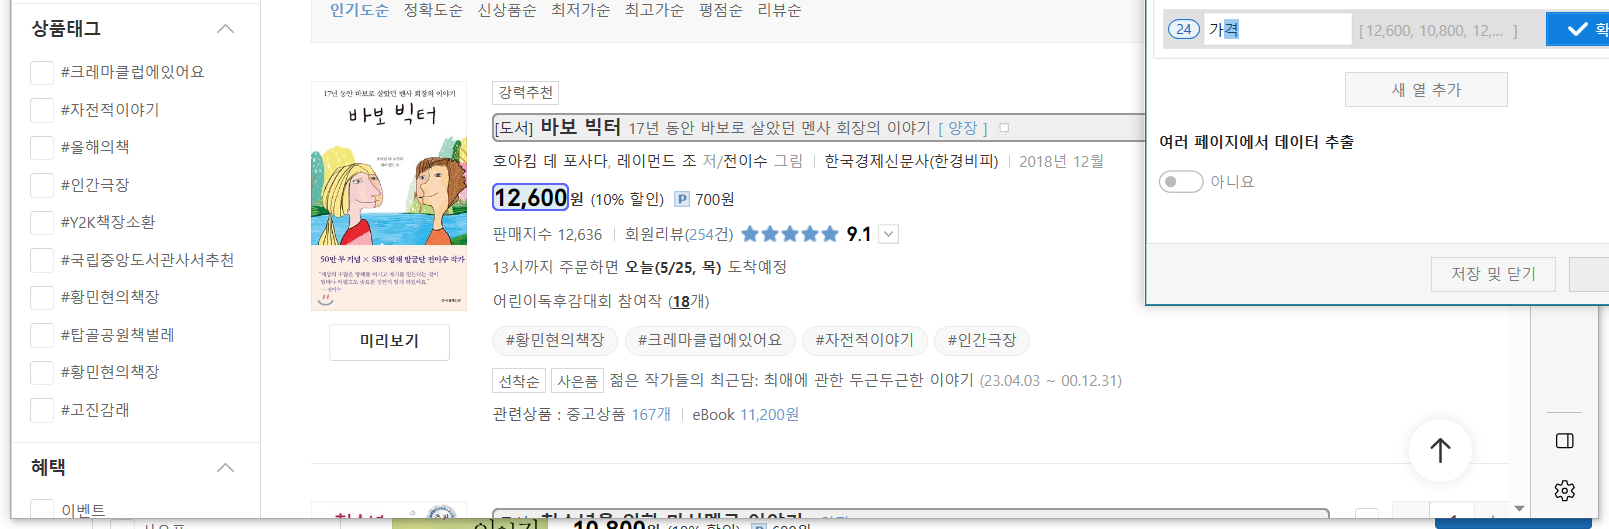 상품태그
#크레마클럽에있어요
#자전적이야기
#올해의책
#인간극장
#Y2K책장소환
#국립중앙도서관사서추천
#황민현의책장
#탑골공원책벌레
#황민현의책장
#고진감래
혜택
이벤트
사은품
인기도순 정확도순 신상품순 최저가순 최고가순 평점순 리뷰순
17년 동안 바보로 살았던 멘사 회장의 이야기
바보 빅터
호아킴 데 포사다
레이먼드 조
50만 부 기념 × SBS 영재 발굴단 전이수 작가
미리보기
강력추천
[도서] 바보 빅터 17년 동안 바보로 살았던 멘사 회장의 이야기 [ 양장 ]
호아킴 데 포사다, 레이먼드 조 저/전이수 그림 | 한국경제신문사(한경비피) | 2018년 12월
12,600원 (10% 할인) P 700원
판매지수 12,636 | 회원리뷰(254건) 9.1
13시까지 주문하면 오늘(5/25, 목) 도착예정
어린이독후감대회 참여작 (18개)
#황민현의책장 #크레마클럽에있어요 #자전적이야기 #인간극장
선착순 사은품 젊은 작가들의 최근담: 최애에 관한 두근두근한 이야기 (23.04.03 ~ 00.12.31)
관련상품 : 중고상품 167개 | eBook 11,200원
10,800원 (10% 할인) P 600원
24 가격 [12,600, 10,800, 12,... ] 확
새 열 추가
여러 페이지에서 데이터 추출
아니요
저장 및 닫기